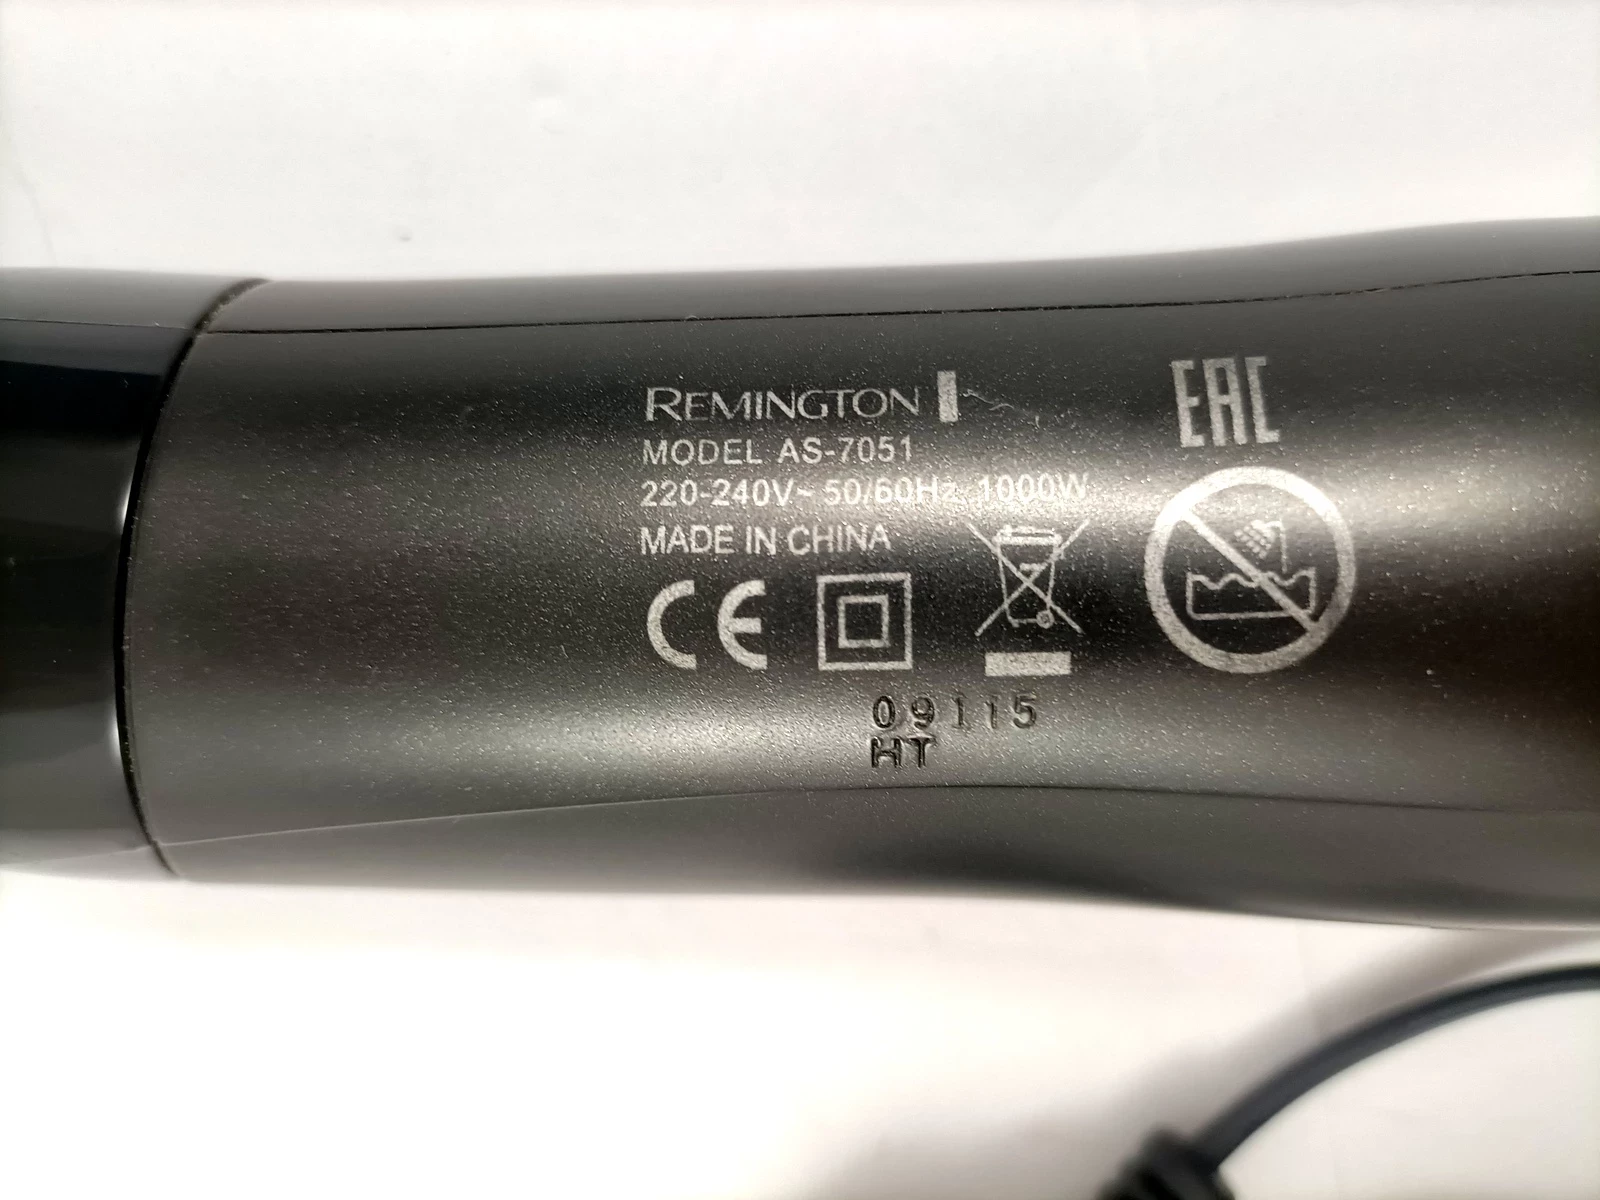 REMINGTON
MODEL AS-7051
220-240V~ 50/60Hz 1000W
MADE IN CHINA
CE
EAC
09115
HT